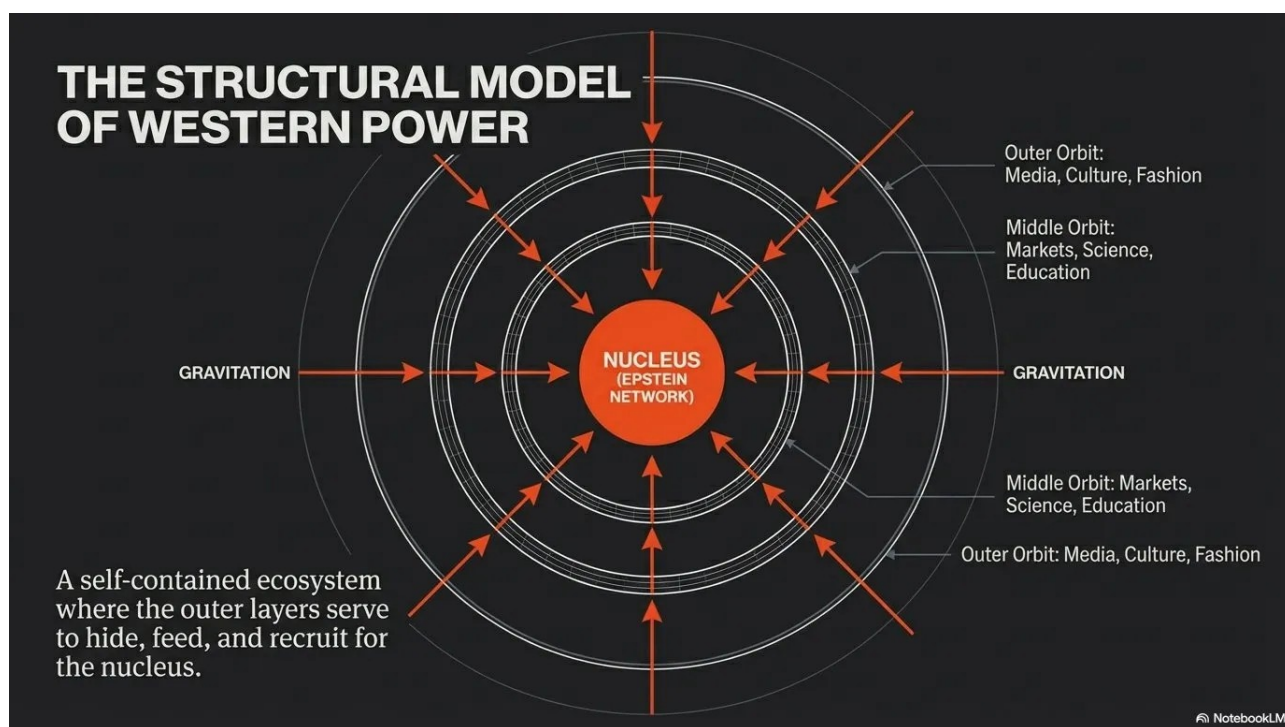 THE STRUCTURAL MODEL
OF WESTERN POWER
Outer Orbit:
Media, Culture, Fashion
Middle Orbit:
Markets, Science,
Education
GRAVITATION
NUCLEUS
(EPSTEIN
NETWORK)
GRAVITATION
Middle Orbit: Markets,
Science, Education
Outer Orbit: Media, Culture, Fashion
A self-contained ecosystem
where the outer layers serve
to hide, feed, and recruit for
the nucleus.
NotebookLM